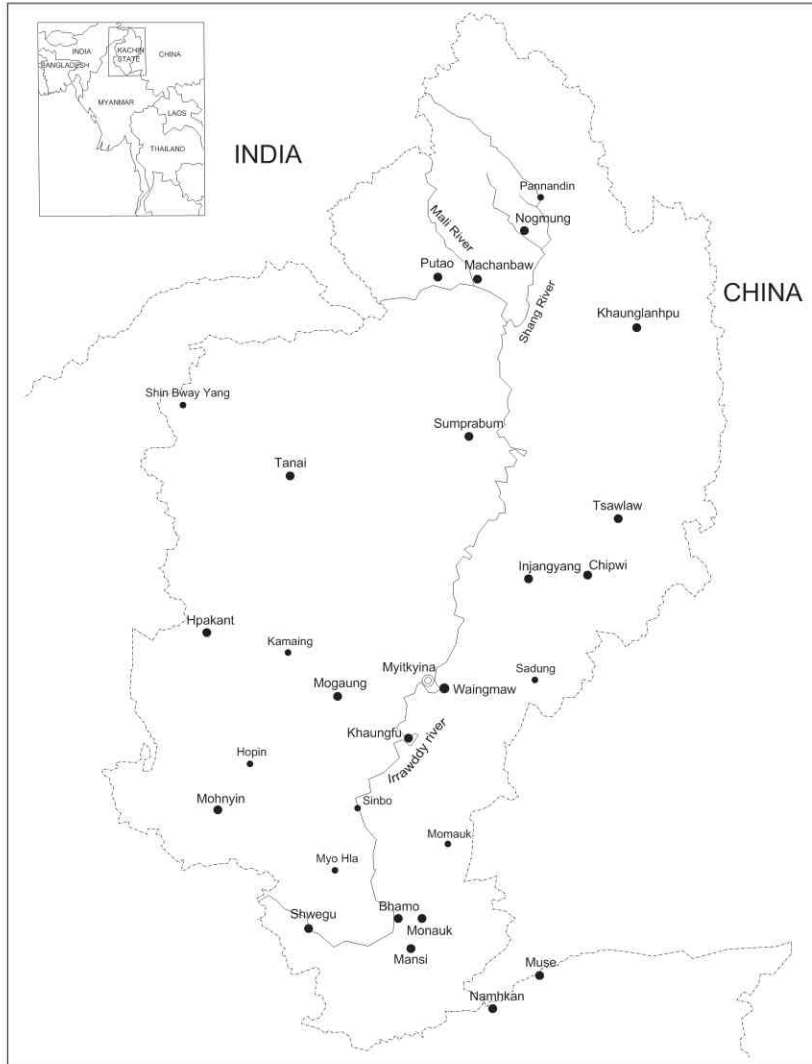 INDIA
KACHIN
STATE
CHINA
BANGLADESH
MYANMAR
LAOS
THAILAND
INDIA
Pannandin
Mali River
Nogmung
Putao
Machanbaw
Shang River
CHINA
Khaunglanhpu
Shin Bway Yang
Sumprabum
Tanai
Tsawlaw
Injangyang
Chipwi
Hpakant
Kamaing
Myitkyina
Sadung
Mogaung
Waingmaw
Khaungfu
Irrawddy river
Hopin
Mohnyin
Sinbo
Momauk
Myo Hla
Bhamo
Shwegu
Monauk
Mansi
Muse
Namhkan